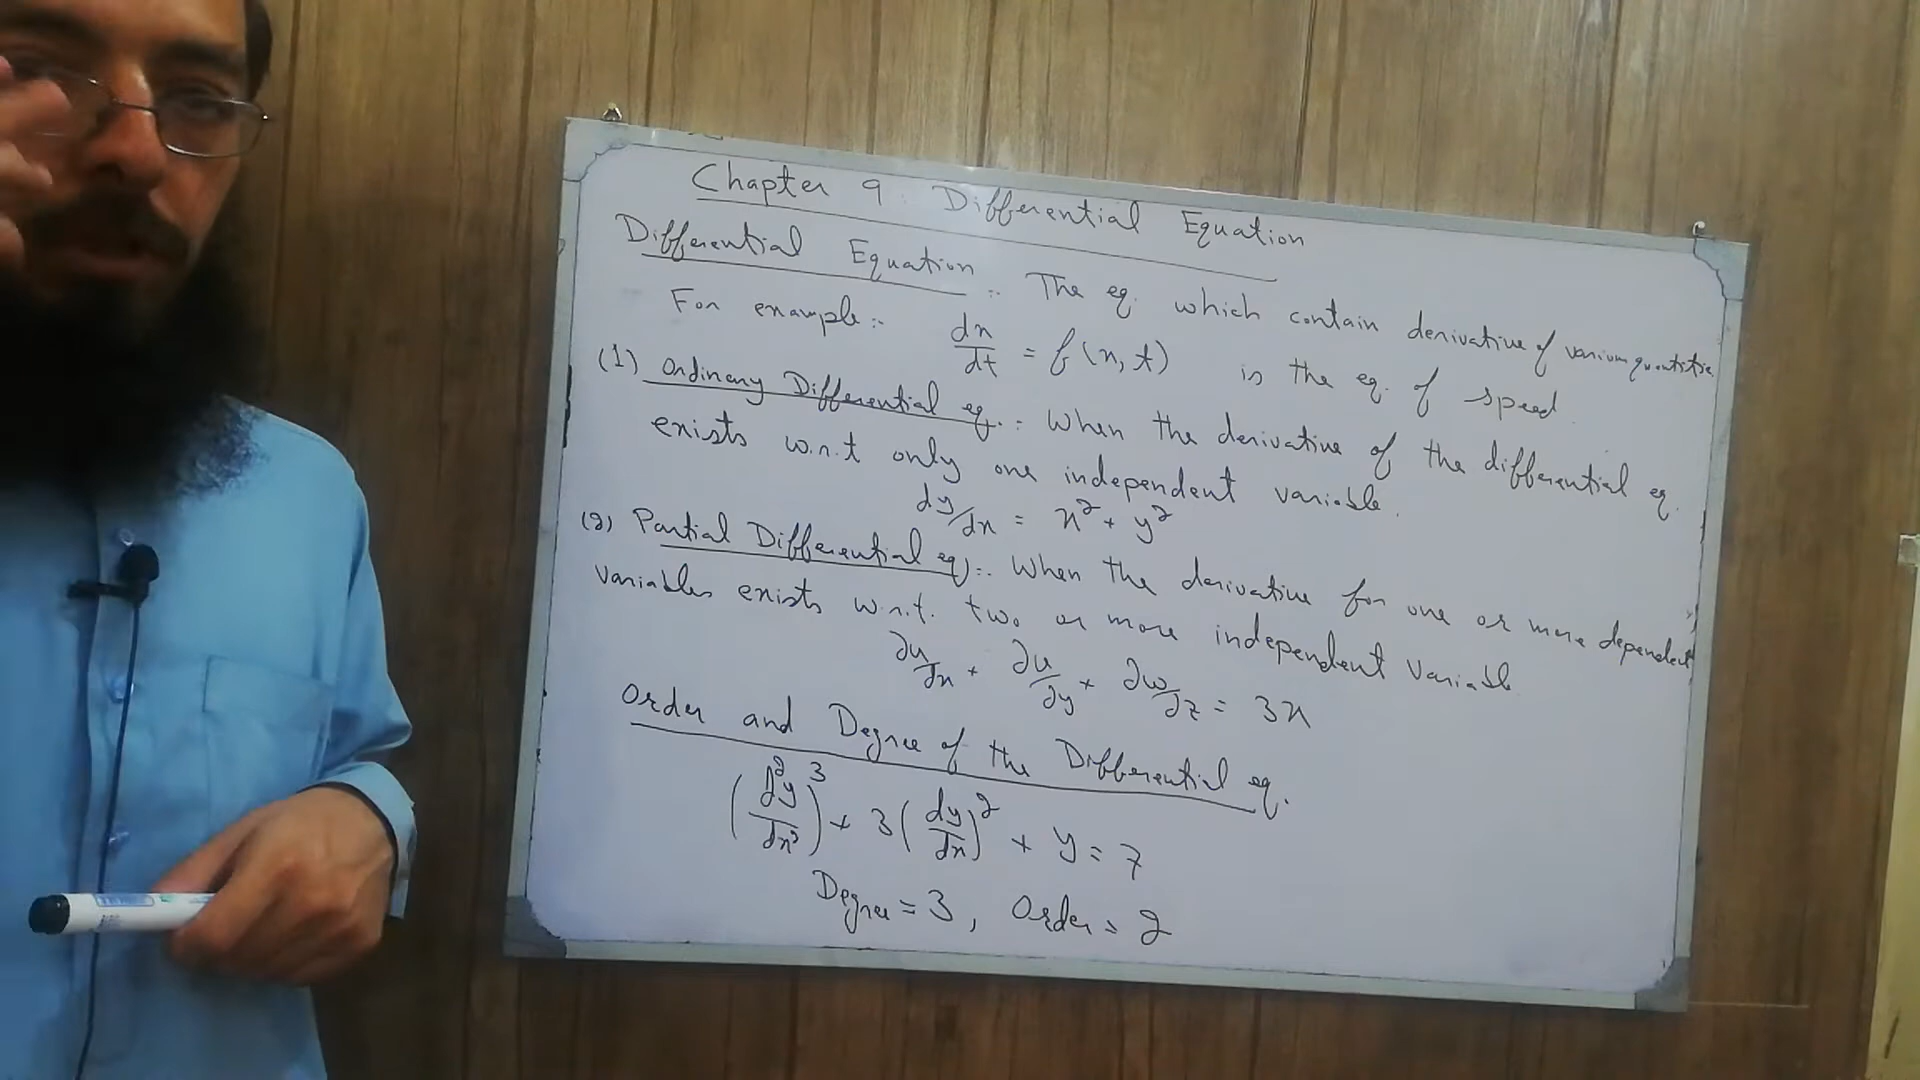 Chapter 9: Differential Equation
Differential Equation :- The eq. which contain derivative of various quantities
For example:- dx/dt = f(x, t) is the eq. of speed.
(1) Ordinary Differential eq. :- When the derivative of the differential eq.
exists w.r.t only one independent variable.
dy/dx = x² + y²
(2) Partial Differential eq :- When the derivative for one or more dependent
variables exists w.r.t. two or more independent Variable
∂u/∂x + ∂u/∂y + ∂w/∂z = 3x
Order and Degree of the Differential eq.
(d²y/dx²)³ + 3(dy/dx)² + y = 7
Degree = 3, Order = 2